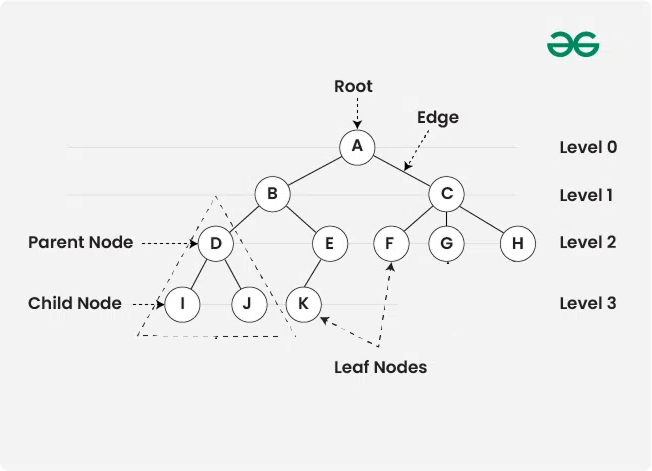 Root
Edge
A
Level 0
B
C
Level 1
Parent Node
D
E
F
G
H
Level 2
Child Node
I
J
K
Level 3
Leaf Nodes